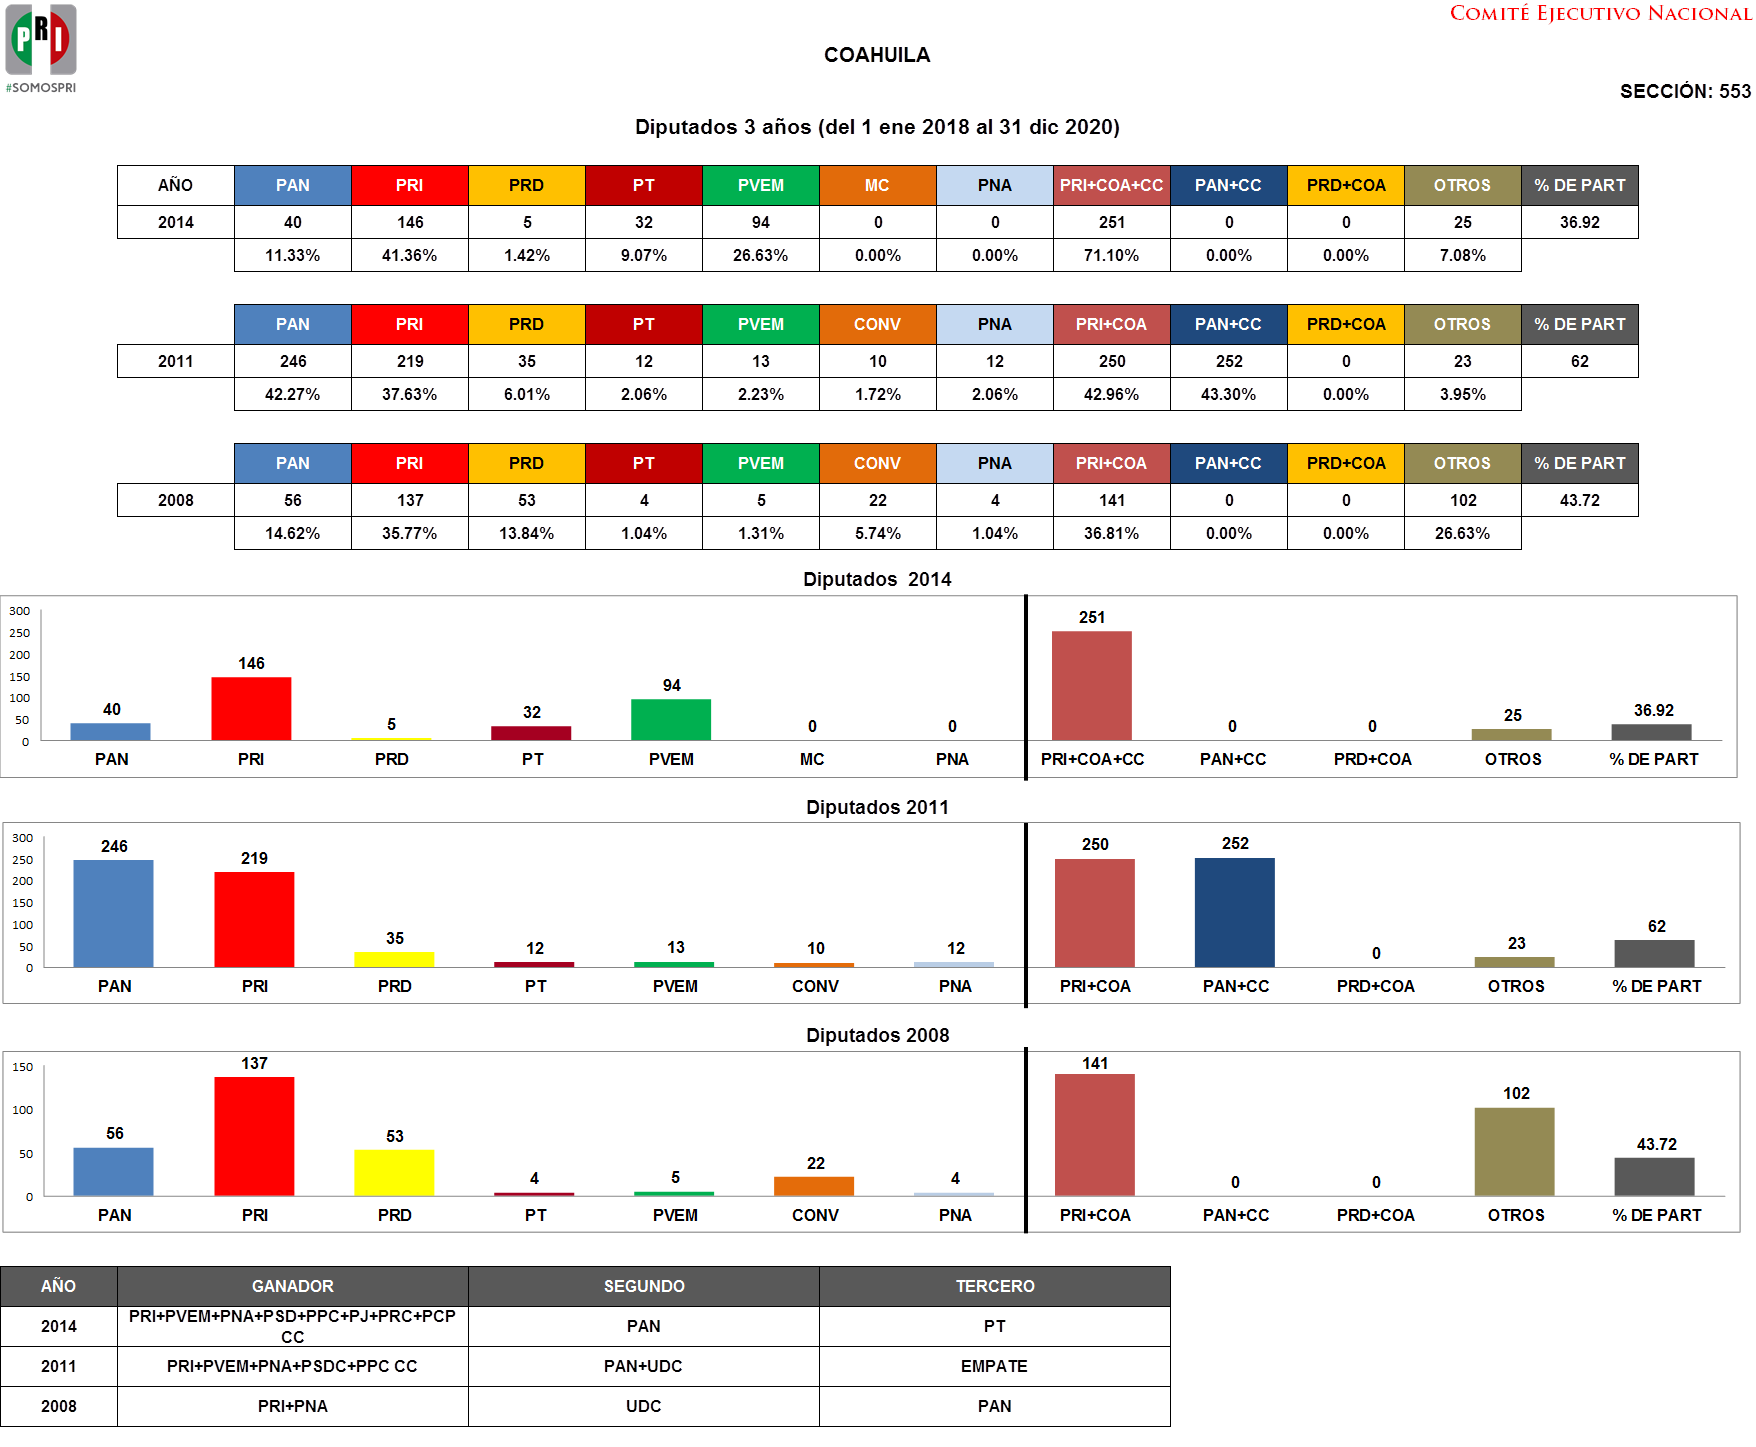 COMITÉ EJECUTIVO NACIONAL
PRI
#SOMOSPRI
COAHUILA
SECCIÓN: 553
Diputados 3 años (del 1 ene 2018 al 31 dic 2020)
AÑO PAN PRI PRD PT PVEM MC PNA PRI+COA+CC PAN+CC PRD+COA OTROS % DE PART
2014 40 146 5 32 94 0 0 251 0 0 25 36.92
11.33% 41.36% 1.42% 9.07% 26.63% 0.00% 0.00% 71.10% 0.00% 0.00% 7.08%
PAN PRI PRD PT PVEM CONV PNA PRI+COA PAN+CC PRD+COA OTROS % DE PART
2011 246 219 35 12 13 10 12 250 252 0 23 62
42.27% 37.63% 6.01% 2.06% 2.23% 1.72% 2.06% 42.96% 43.30% 0.00% 3.95%
PAN PRI PRD PT PVEM CONV PNA PRI+COA PAN+CC PRD+COA OTROS % DE PART
2008 56 137 53 4 5 22 4 141 0 0 102 43.72
14.62% 35.77% 13.84% 1.04% 1.31% 5.74% 1.04% 36.81% 0.00% 0.00% 26.63%
Diputados 2014
300
250
200
150
100
50
0
40 146 5 32 94 0 0 251 0 0 25 36.92
PAN PRI PRD PT PVEM MC PNA PRI+COA+CC PAN+CC PRD+COA OTROS % DE PART
Diputados 2011
300
250
200
150
100
50
0
246 219 35 12 13 10 12 250 252 0 23 62
PAN PRI PRD PT PVEM CONV PNA PRI+COA PAN+CC PRD+COA OTROS % DE PART
Diputados 2008
150
100
50
0
56 137 53 4 5 22 4 141 0 0 102 43.72
PAN PRI PRD PT PVEM CONV PNA PRI+COA PAN+CC PRD+COA OTROS % DE PART
AÑO GANADOR SEGUNDO TERCERO
2014 PRI+PVEM+PNA+PSD+PPC+PJ+PRC+PCP CC PAN PT
2011 PRI+PVEM+PNA+PSDC+PPC CC PAN+UDC EMPATE
2008 PRI+PNA UDC PAN